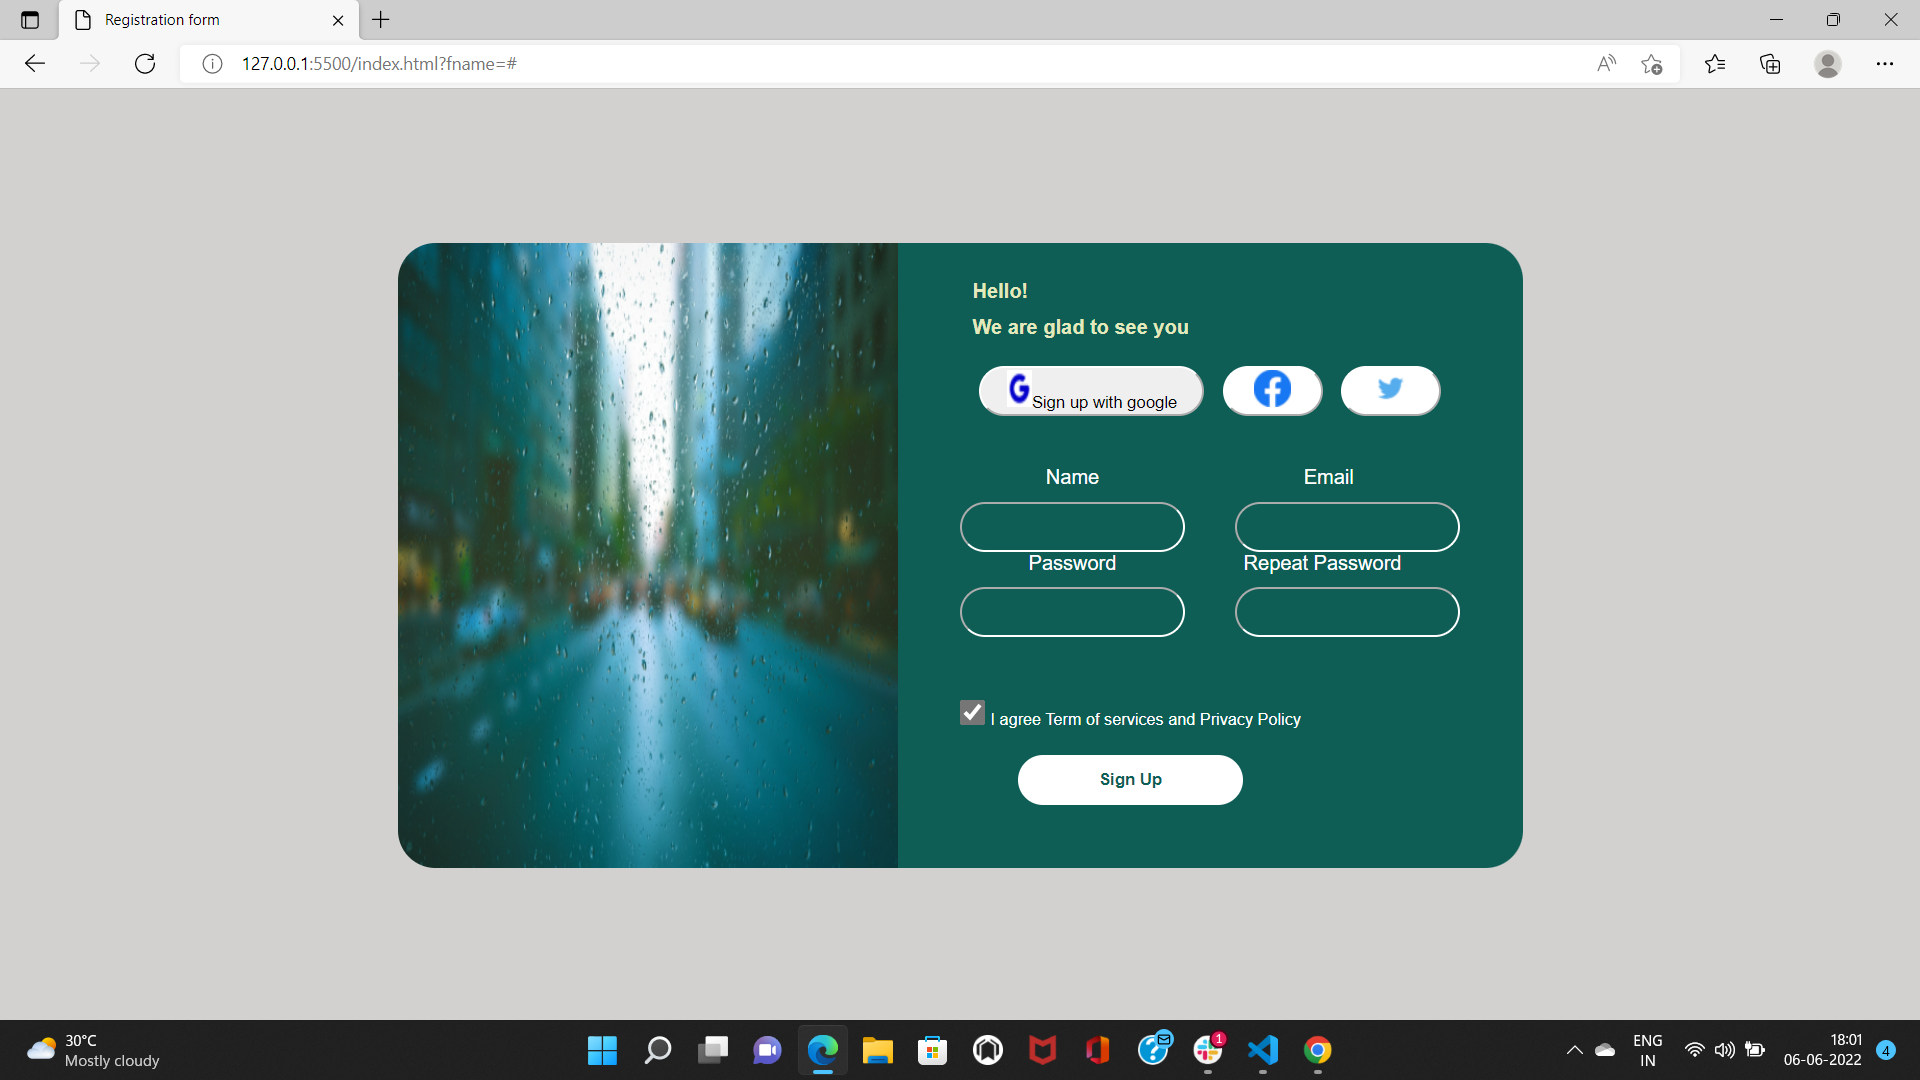 Registration form
127.0.0.1:5500/index.html?fname=#
Hello!
We are glad to see you
G Sign up with google
Name Email
Password Repeat Password
I agree Term of services and Privacy Policy
Sign Up
30°C
Mostly cloudy
1
ENG
IN
18:01
06-06-2022
4